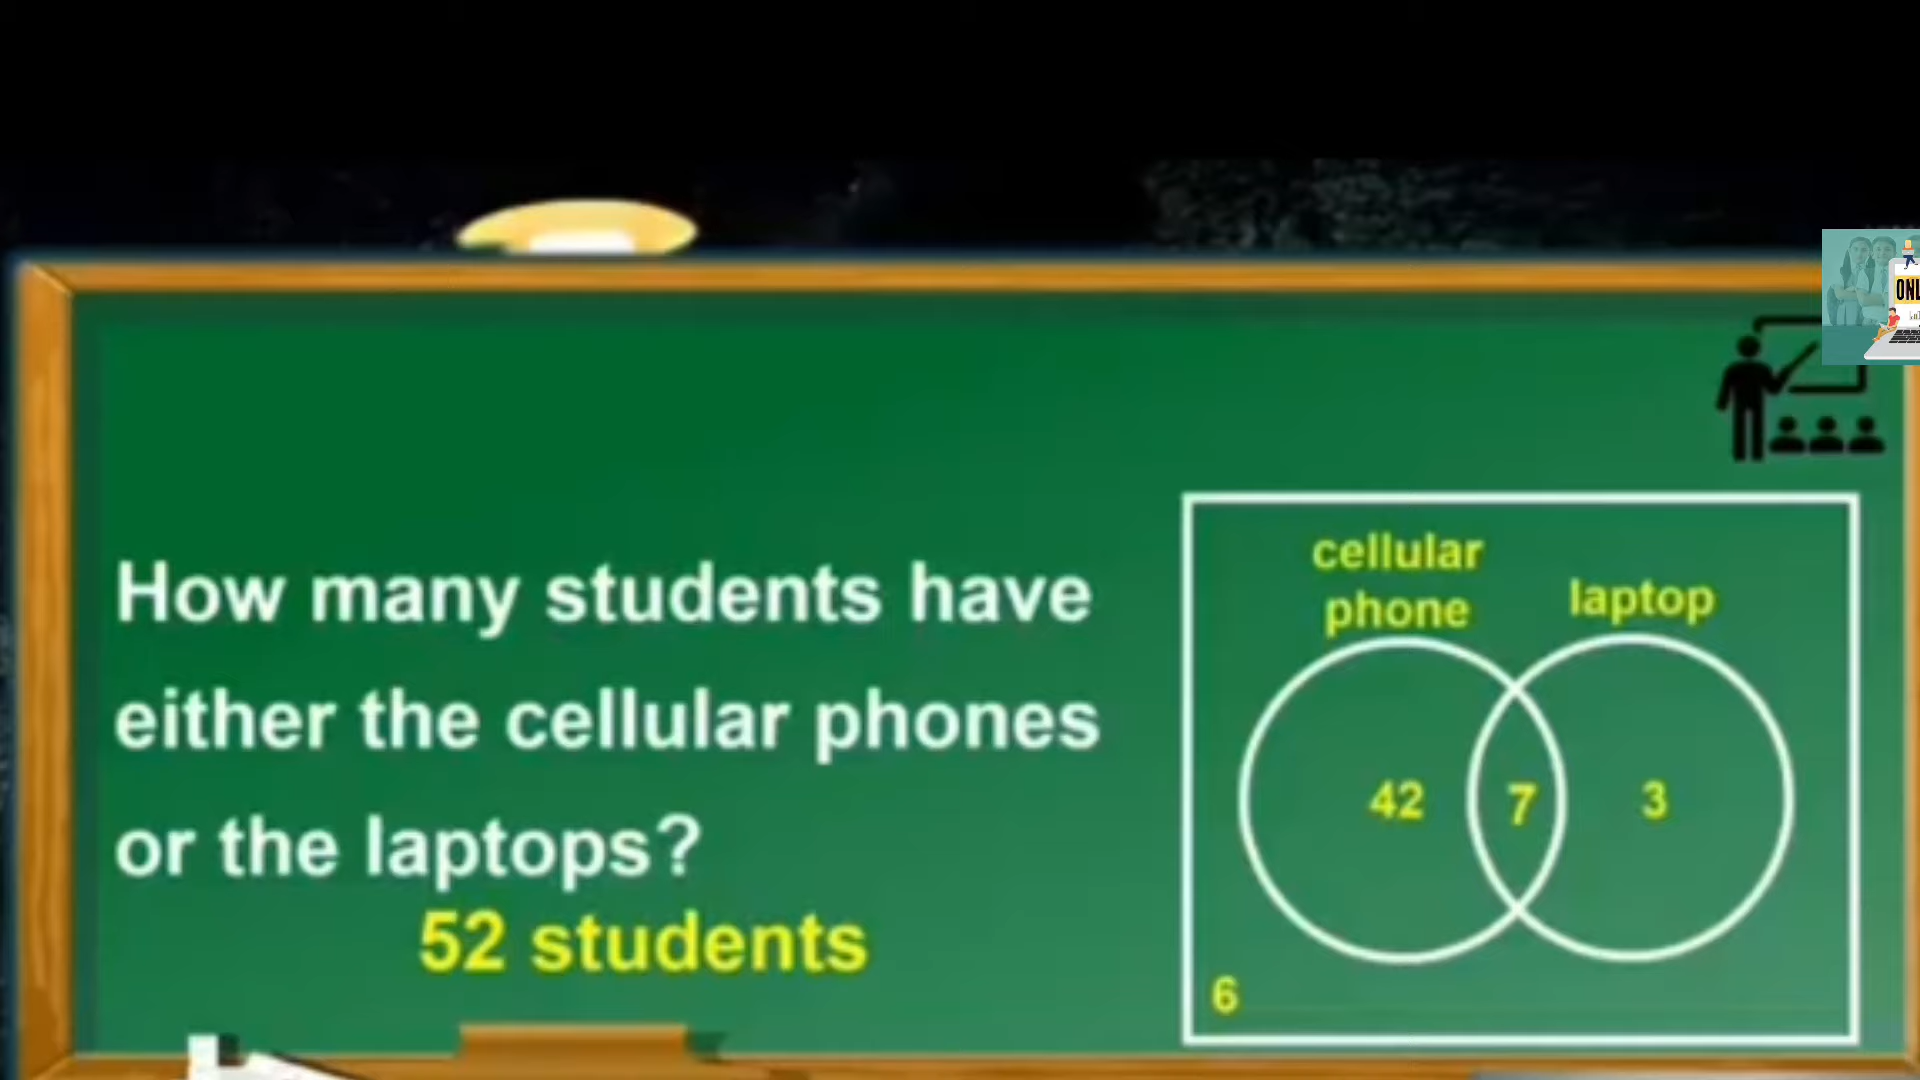 How many students have
either the cellular phones
or the laptops?
52 students
cellular
phone
laptop
42
7
3
6